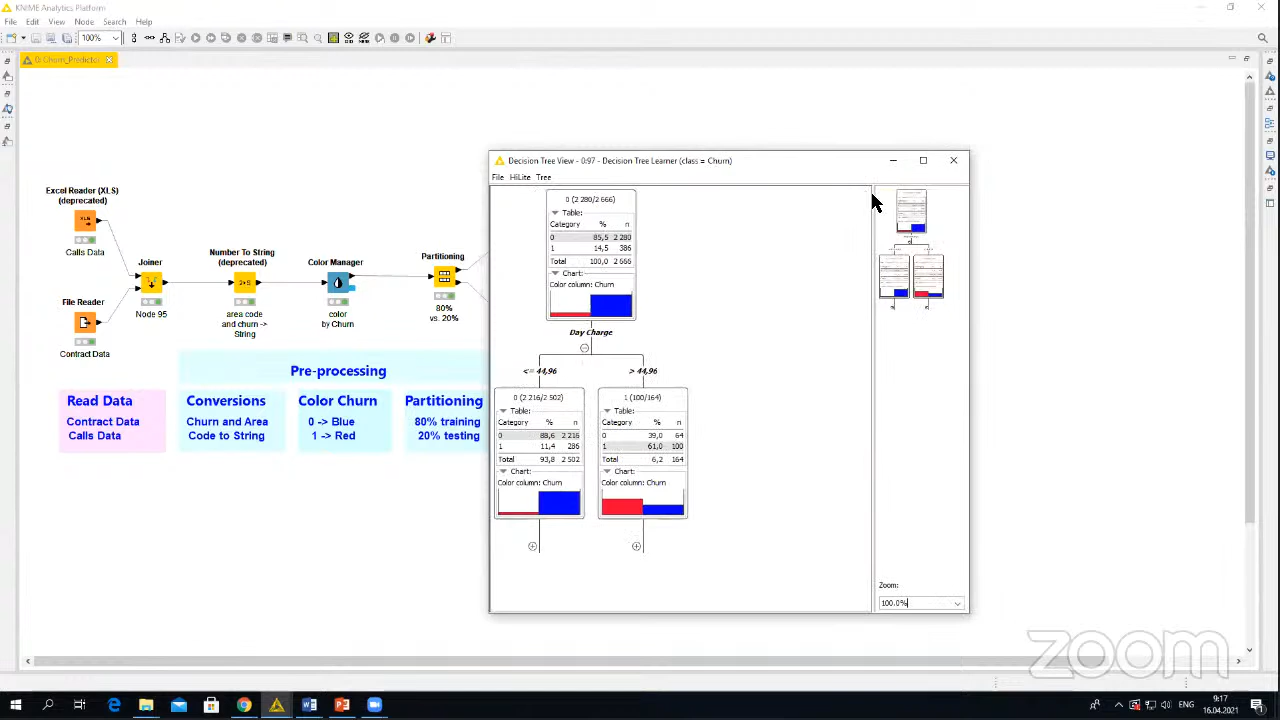 KNIME Analytics Platform
File Edit View Node Search Help
100%
0: Churn_Predictor
Excel Reader (XLS)
(deprecated)
XLS
Calls Data
File Reader
Contract Data
Joiner
Node 95
Number To String
(deprecated)
2>S
area code
and churn ->
String
Color Manager
color
by Churn
Partitioning
80%
vs. 20%
Pre-processing
Read Data
Contract Data
Calls Data
Conversions
Churn and Area
Code to String
Color Churn
0 -> Blue
1 -> Red
Partitioning
80% training
20% testing
Decision Tree View - 0:97 - Decision Tree Learner (class = Churn)
File HiLite Tree
0 (2 280/2 666)
Table:
Category % n
0 85,5 2 280
1 14,5 386
Total 100,0 2 666
Chart:
Color column: Churn
Day Charge
<= 44,96
> 44,96
0 (2 216/2 502)
Table:
Category % n
0 88,6 2 216
1 11,4 286
Total 93,8 2 502
Chart:
Color column: Churn
1 (100/164)
Table:
Category % n
0 39,0 64
1 61,0 100
Total 6,2 164
Chart:
Color column: Churn
Zoom:
100.0%
zoom
ENG
9:17
16.04.2021